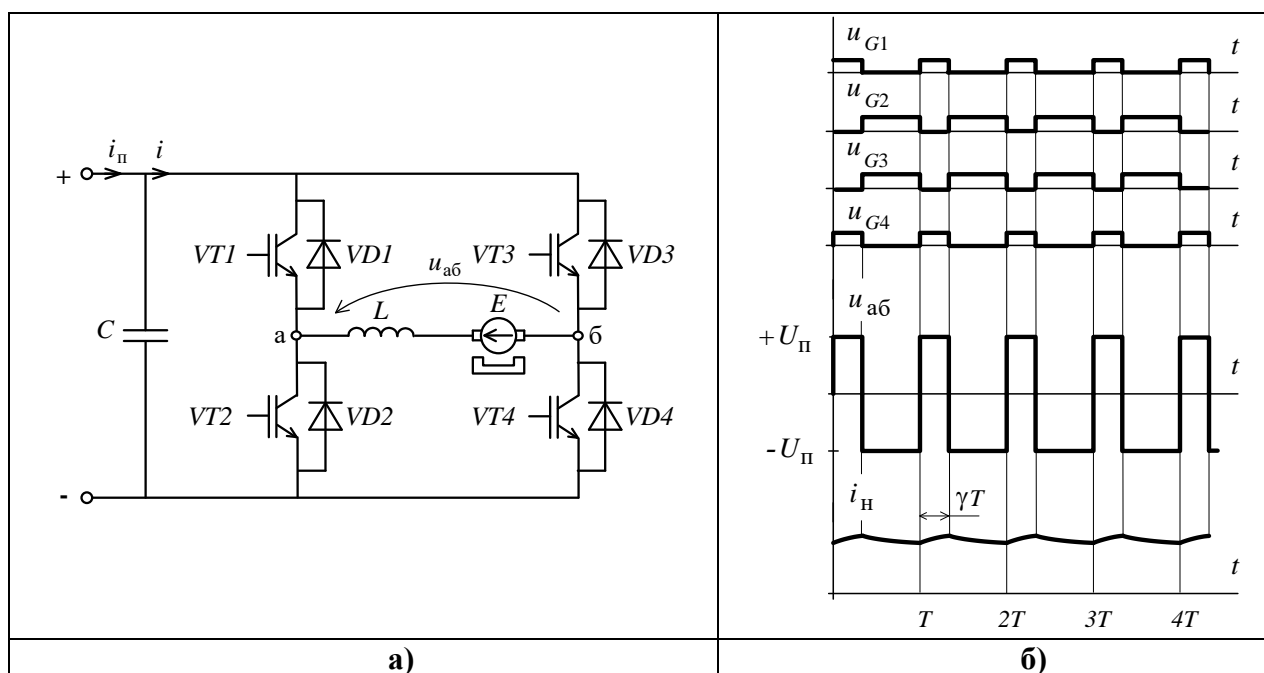 i_п i
+
VT1 VD1 VT3 VD3
u_аб
L E
C а б
VT2 VD2 VT4 VD4
-
а)
u_G1 t
u_G2 t
u_G3 t
u_G4 t
u_аб
+U_п
t
-U_п
i_н γT
t
T 2T 3T 4T
б)